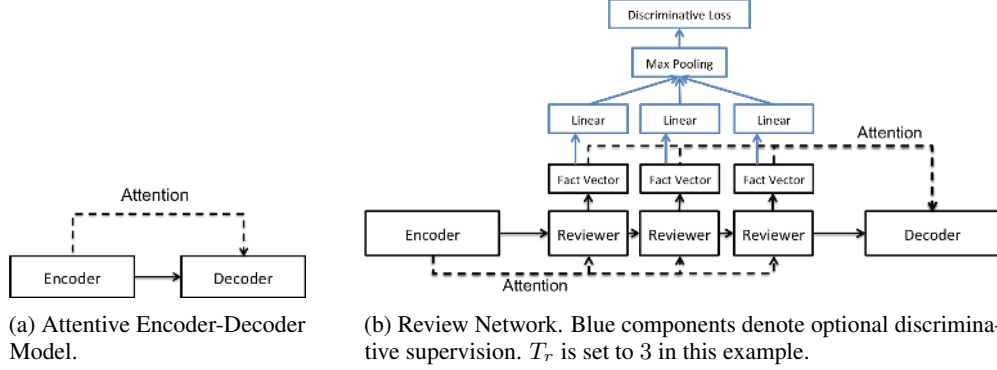 Discriminative Loss
Max Pooling
Linear Linear Linear
Attention
Fact Vector Fact Vector Fact Vector
Attention
Encoder Reviewer Reviewer Reviewer Decoder
Encoder Decoder
Attention
(a) Attentive Encoder-Decoder
Model.
(b) Review Network. Blue components denote optional discrimina-
tive supervision. Tr is set to 3 in this example.